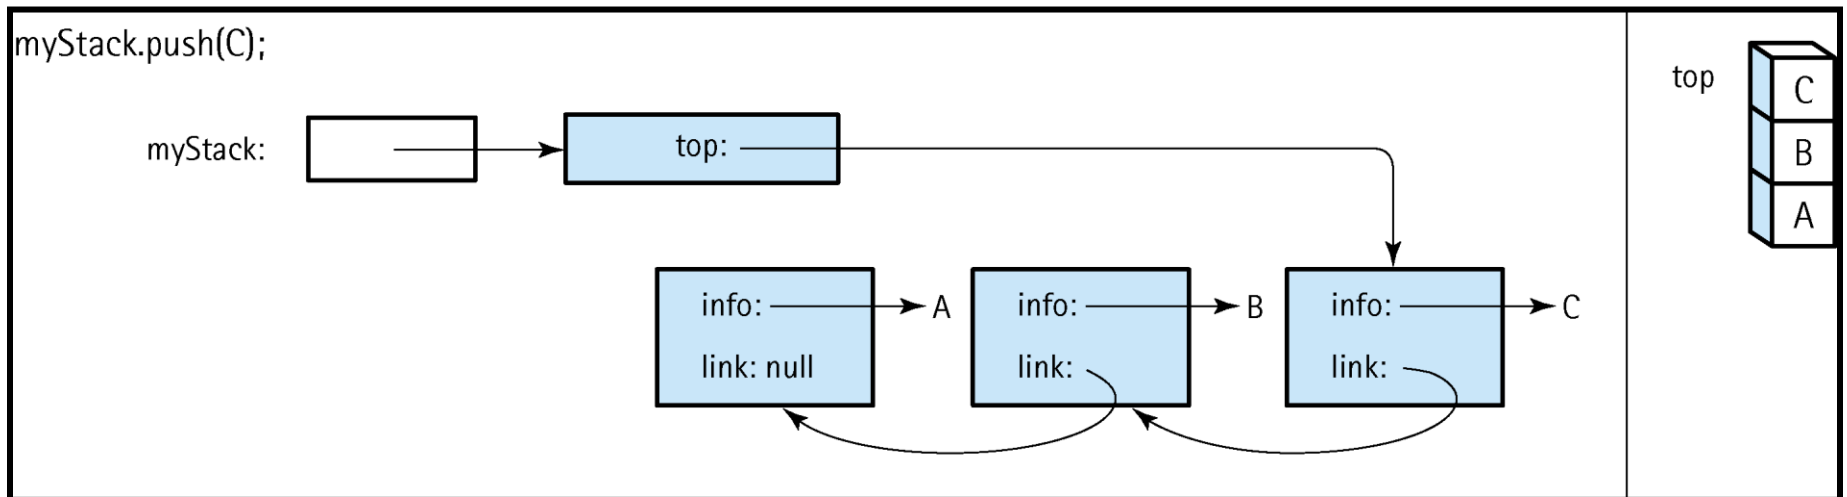 myStack.push(C);
top
C
B
A
myStack:
top:
info: A
link: null
info: B
link:
info: C
link: